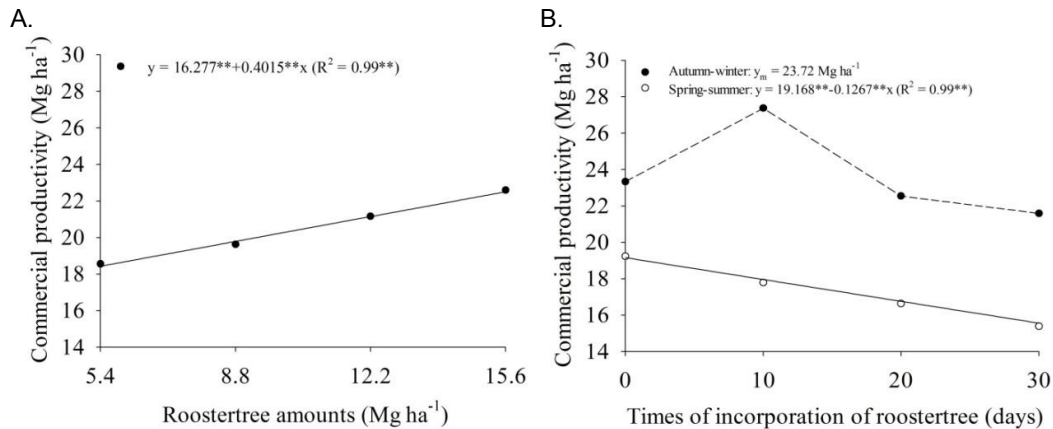 A.
Commercial productivity (Mg ha⁻¹)
30
28
26
24
22
20
18
16
14
y = 16.277**+0.4015**x (R² = 0.99**)
5.4
8.8
12.2
15.6
Roostertree amounts (Mg ha⁻¹)
B.
Commercial productivity (Mg ha⁻¹)
30
28
26
24
22
20
18
16
14
Autumn-winter: yₘ = 23.72 Mg ha⁻¹
Spring-summer: y = 19.168**-0.1267**x (R² = 0.99**)
0
10
20
30
Times of incorporation of roostertree (days)